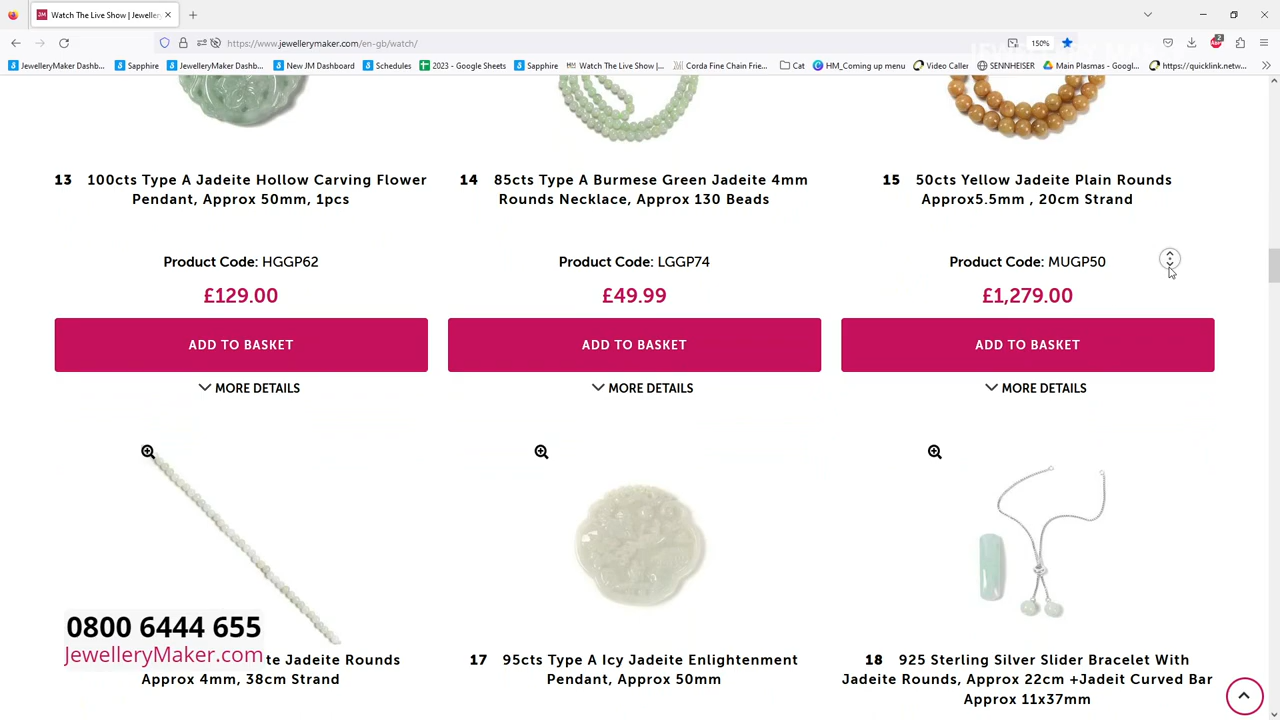 Watch The Live Show | Jeweller
https://www.jewellerymaker.com/en-gb/watch/
150%
2
JewelleryMaker Dashb... Sapphire JewelleryMaker Dashb... New JM Dashboard Schedules 2023 - Google Sheets Sapphire Watch The Live Show |... Corda Fine Chain Frie... Cat HM_Coming up menu Video Caller SENNHEISER Main Plasmas - Googl... https://quicklink.netw...
13 100cts Type A Jadeite Hollow Carving Flower
Pendant, Approx 50mm, 1pcs
Product Code: HGGP62
£129.00
ADD TO BASKET
MORE DETAILS
14 85cts Type A Burmese Green Jadeite 4mm
Rounds Necklace, Approx 130 Beads
Product Code: LGGP74
£49.99
ADD TO BASKET
MORE DETAILS
15 50cts Yellow Jadeite Plain Rounds
Approx5.5mm , 20cm Strand
Product Code: MUGP50
£1,279.00
ADD TO BASKET
MORE DETAILS
te Jadeite Rounds
Approx 4mm, 38cm Strand
17 95cts Type A Icy Jadeite Enlightenment
Pendant, Approx 50mm
18 925 Sterling Silver Slider Bracelet With
Jadeite Rounds, Approx 22cm +Jadeit Curved Bar
Approx 11x37mm
0800 6444 655
JewelleryMaker.com